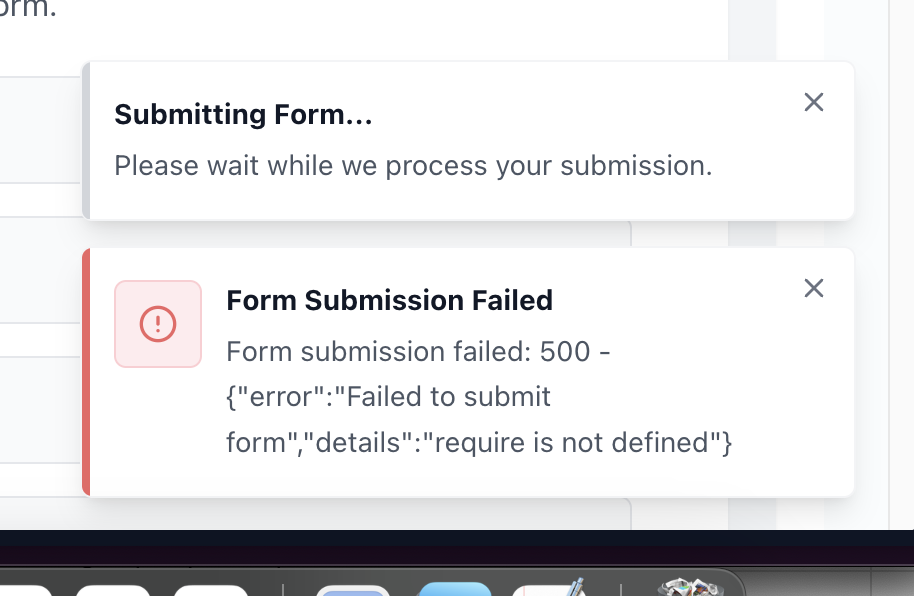 orm.
Submitting Form...
Please wait while we process your submission.
Form Submission Failed
Form submission failed: 500 -
{"error":"Failed to submit
form","details":"require is not defined"}